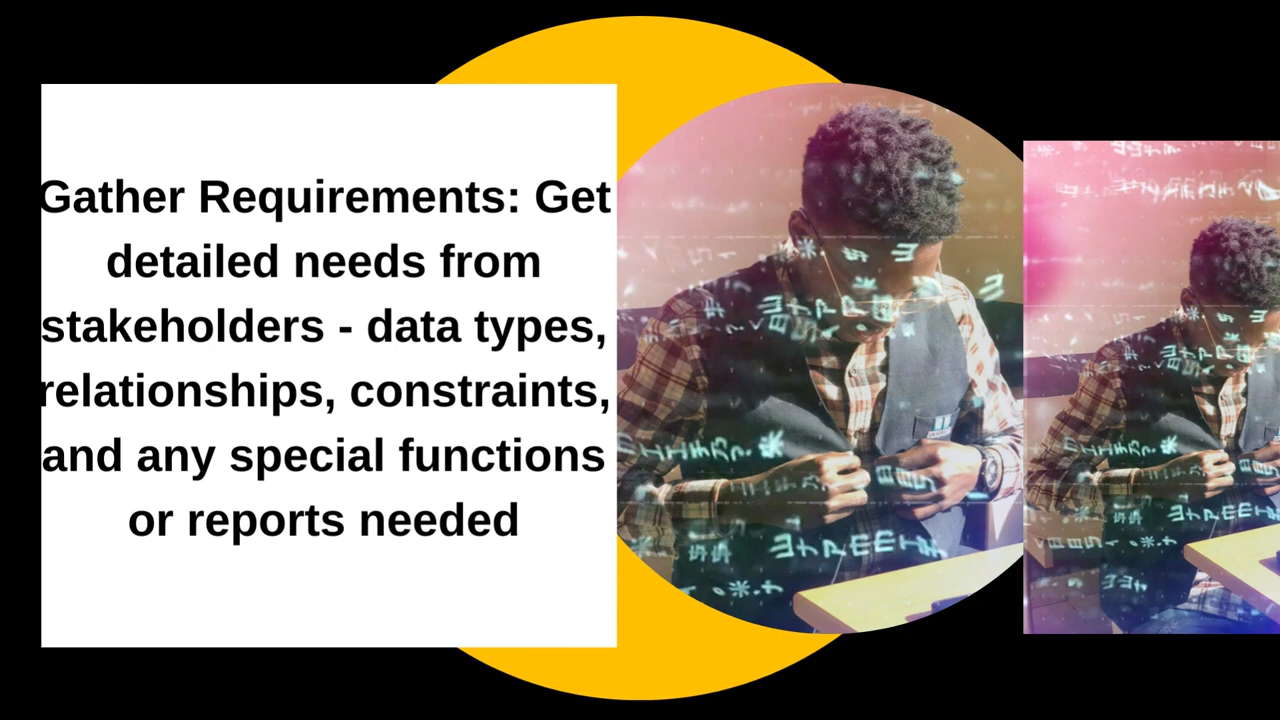 Gather Requirements: Get
detailed needs from
stakeholders - data types,
relationships, constraints,
and any special functions
or reports needed